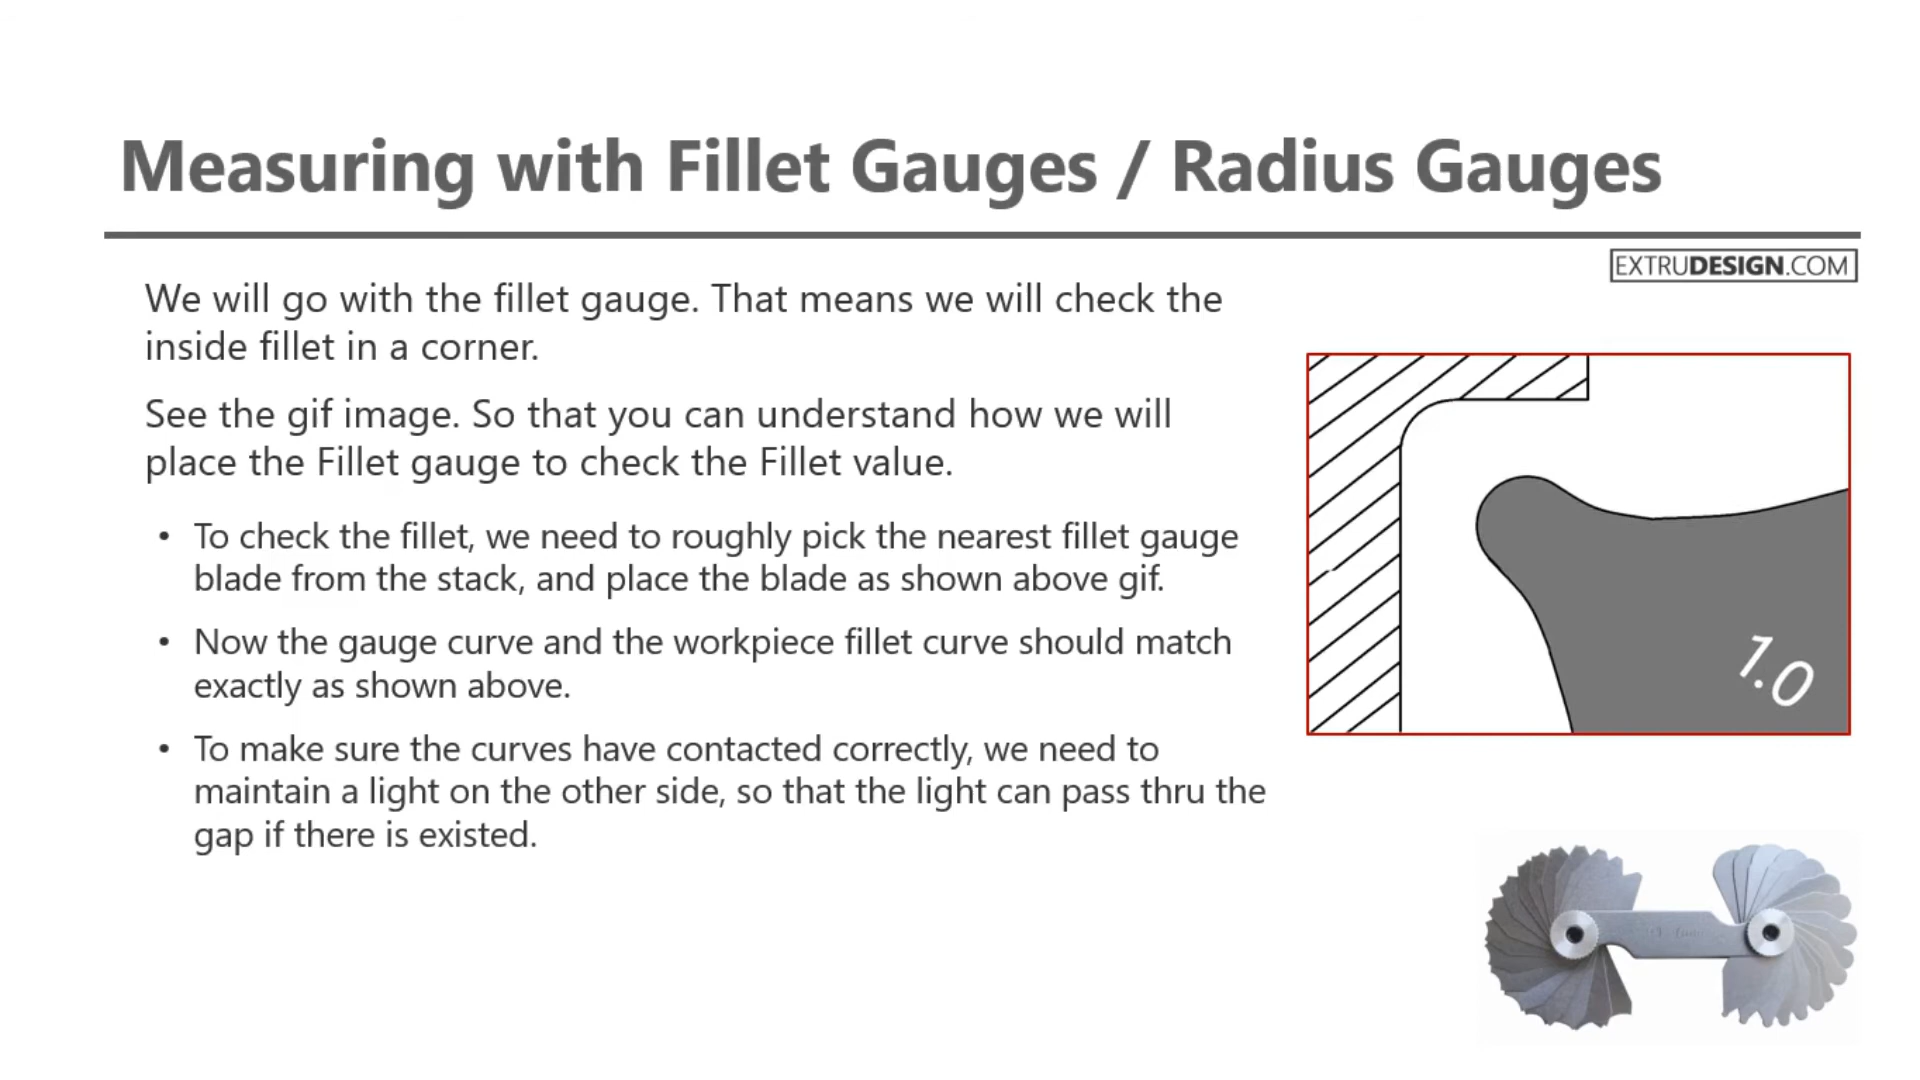 Measuring with Fillet Gauges / Radius Gauges
EXTRUDESIGN.COM
We will go with the fillet gauge. That means we will check the
inside fillet in a corner.
See the gif image. So that you can understand how we will
place the Fillet gauge to check the Fillet value.
• To check the fillet, we need to roughly pick the nearest fillet gauge
blade from the stack, and place the blade as shown above gif.
• Now the gauge curve and the workpiece fillet curve should match
exactly as shown above.
• To make sure the curves have contacted correctly, we need to
maintain a light on the other side, so that the light can pass thru the
gap if there is existed.
1.0